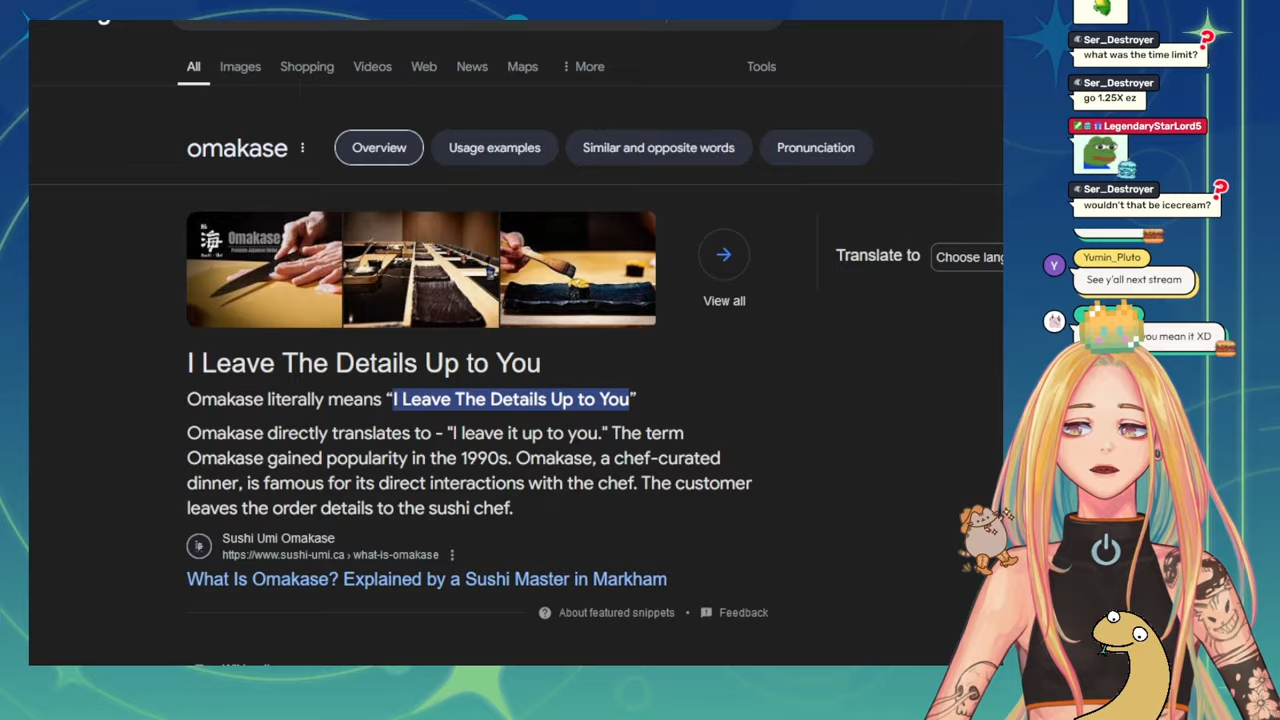 All Images Shopping Videos Web Maps More Tools
omakase Overview Usage examples Similar and opposite words Pronunciation
海 Omakase
View all
Translate to Choose lang
I Leave The Details Up to You
Omakase literally means “I Leave The Details Up to You”
Omakase directly translates to - "I leave it up to you." The term
Omakase gained popularity in the 1990s. Omakase, a chef-curated
dinner, is famous for its direct interactions with the chef. The customer
leaves the order details to the sushi chef.
Sushi Umi Omakase
https://www.sushi-umi.ca › what-is-omakase
What Is Omakase? Explained by a Sushi Master in Markham
About featured snippets • Feedback
Ser_Destroyer
what was the time limit?
Ser_Destroyer
go 1.25X ez
LegendaryStarLord5
Ser_Destroyer
wouldn't that be icecream?
Y
Yumin_Pluto
See y'all next stream
you mean it XD